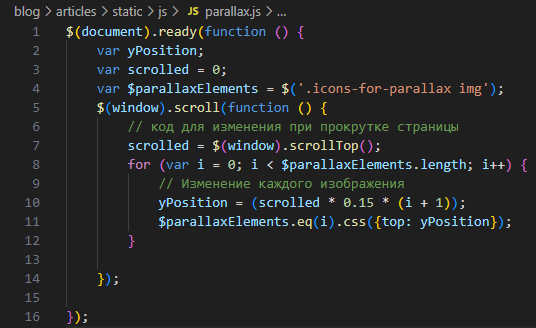 blog > articles > static > js > JS parallax.js > ...
1 $(document).ready(function () {
2     var yPosition;
3     var scrolled = 0;
4     var $parallaxElements = $('.icons-for-parallax img');
5     $(window).scroll(function () {
6         // код для изменения при прокрутке страницы
7         scrolled = $(window).scrollTop();
8         for (var i = 0; i < $parallaxElements.length; i++) {
9             // Изменение каждого изображения
10             yPosition = (scrolled * 0.15 * (i + 1));
11             $parallaxElements.eq(i).css({top: yPosition});
12         }
13
14     });
15
16 });